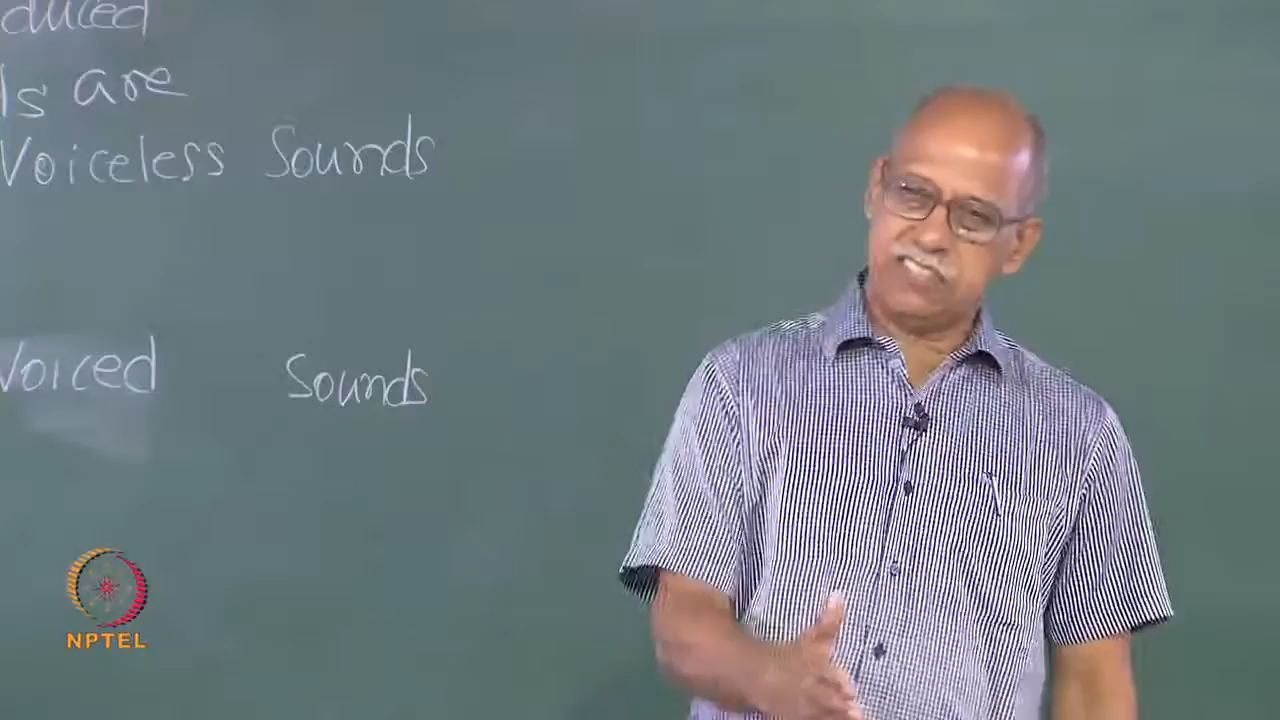 duced
ls are
Voiceless Sounds
Voiced Sounds
NPTEL